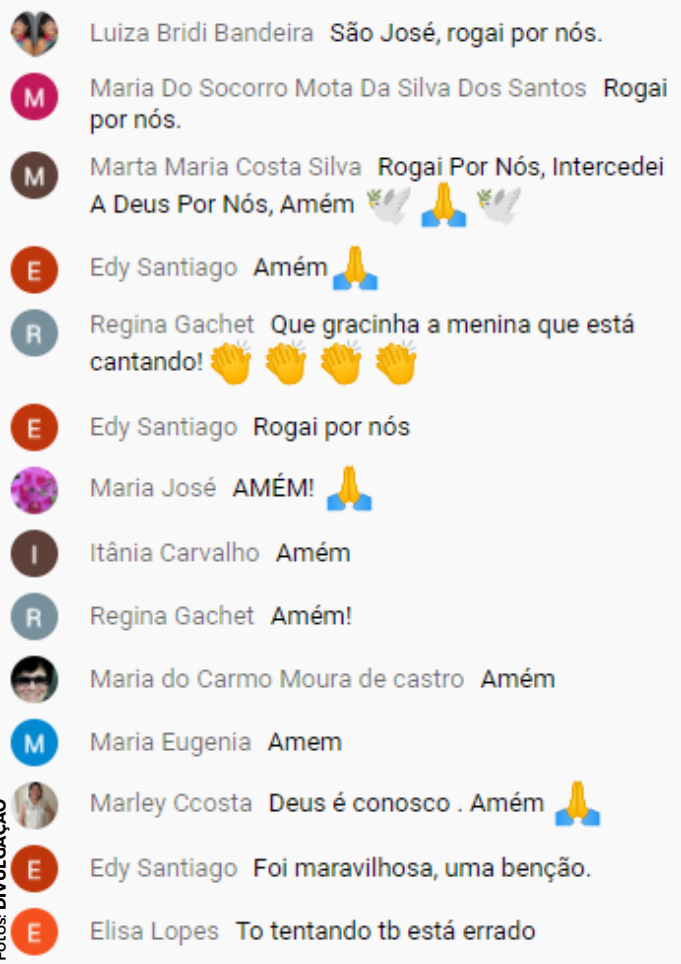 Luiza Bridi Bandeira São José, rogai por nós.
Maria Do Socorro Mota Da Silva Dos Santos Rogai
por nós.
Marta Maria Costa Silva Rogai Por Nós, Intercedei
A Deus Por Nós, Amém 🕊️ 🙏 🕊️
Edy Santiago Amém🙏
Regina Gachet Que gracinha a menina que está
cantando! 👏 👏 👏 👏
Edy Santiago Rogai por nós
Maria José AMÉM! 🙏
Itânia Carvalho Amém
Regina Gachet Amém!
Maria do Carmo Moura de castro Amém
Maria Eugenia Amem
Marley Ccosta Deus é conosco . Amém 🙏
Edy Santiago Foi maravilhosa, uma benção.
Elisa Lopes To tentando tb está errado
M
M
E
R
E
I
R
M
E
E
Fotos: DIVULGAÇÃO